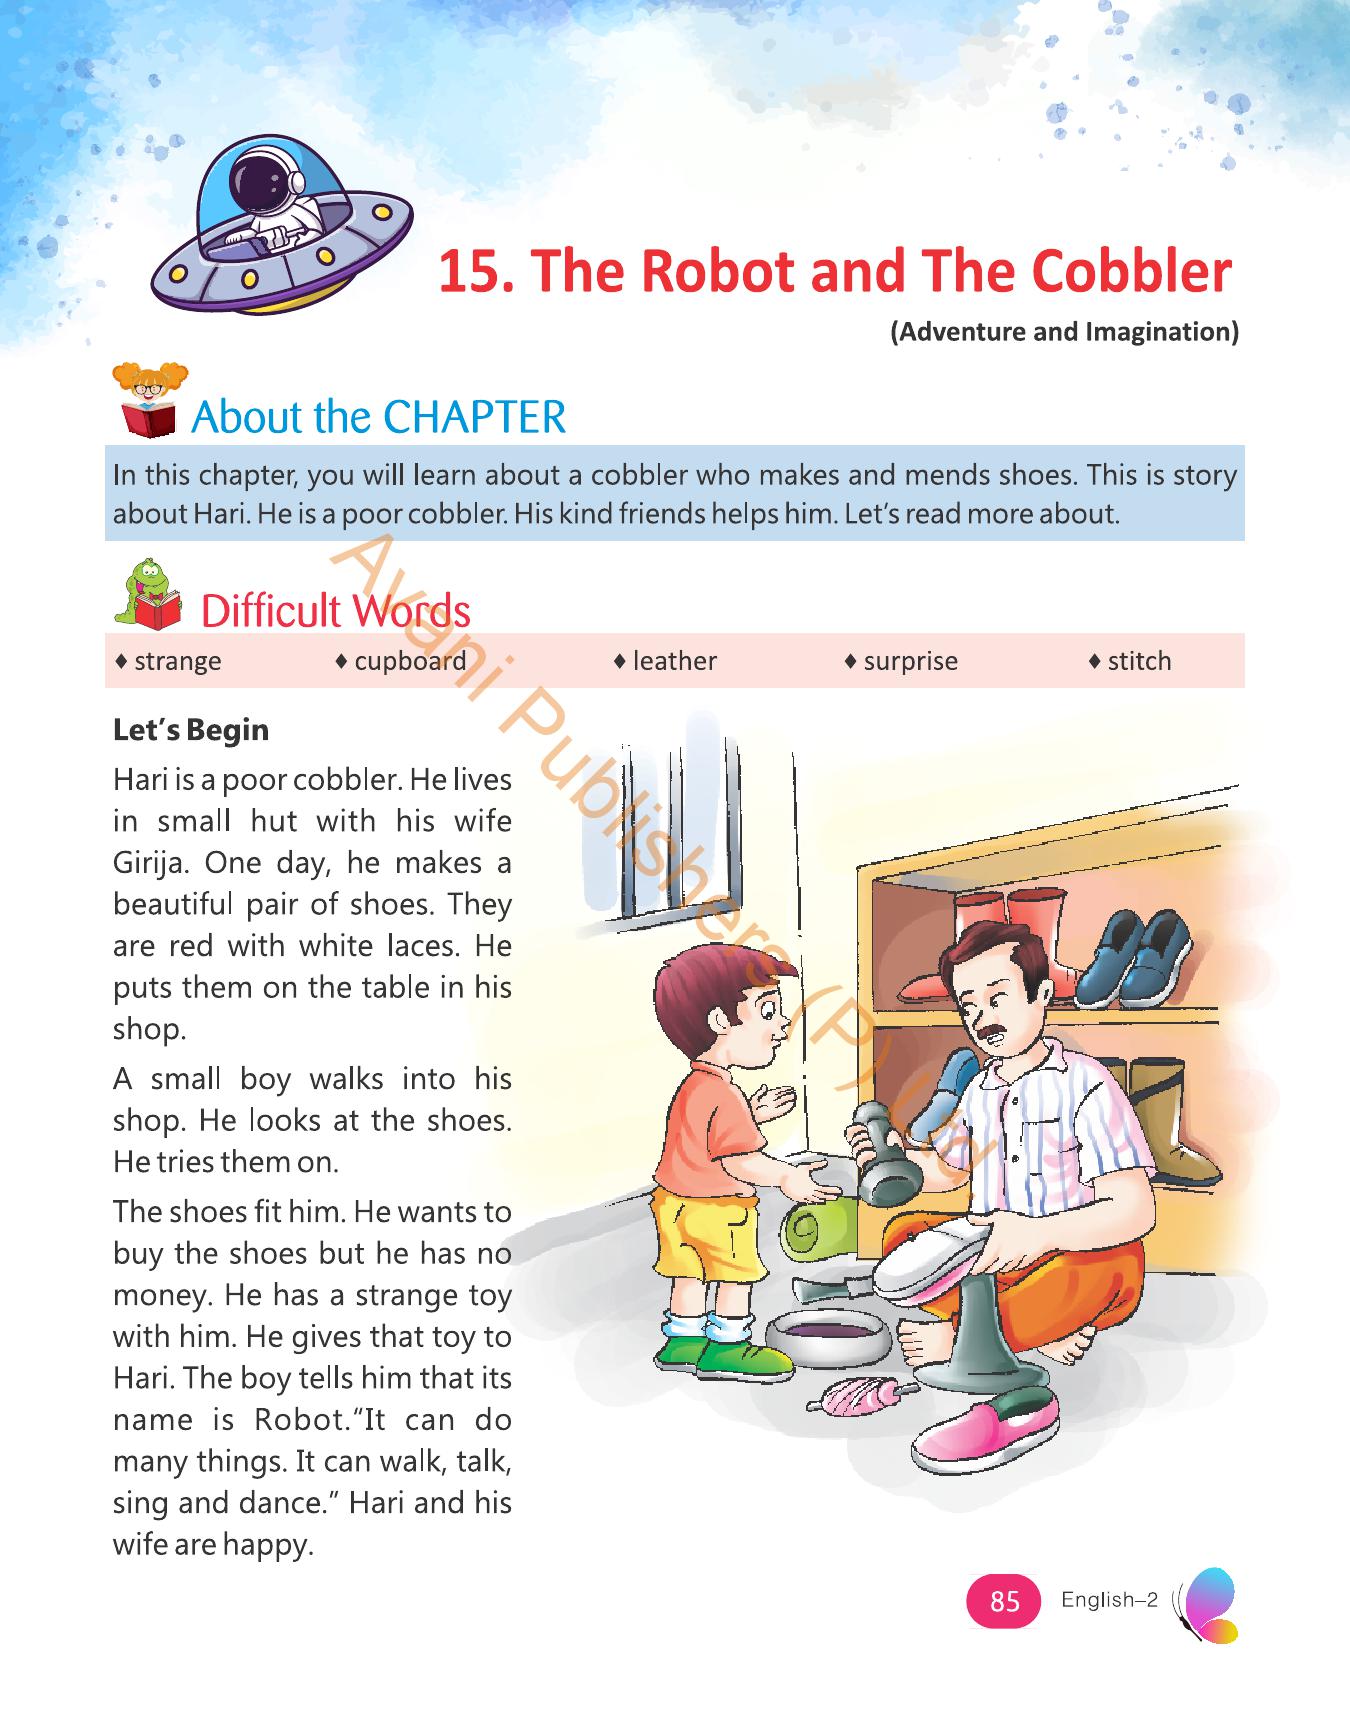 15. The Robot and The Cobbler
(Adventure and Imagination)
About the CHAPTER
In this chapter, you will learn about a cobbler who makes and mends shoes. This is story
about Hari. He is a poor cobbler. His kind friends helps him. Let's read more about.
Difficult Words
♦ strange ♦ cupboard ♦ leather ♦ surprise ♦ stitch
Let's Begin
Hari is a poor cobbler. He lives
in small hut with his wife
Girija. One day, he makes a
beautiful pair of shoes. They
are red with white laces. He
puts them on the table in his
shop.
A small boy walks into his
shop. He looks at the shoes.
He tries them on.
The shoes fit him. He wants to
buy the shoes but he has no
money. He has a strange toy
with him. He gives that toy to
Hari. The boy tells him that its
name is Robot.“It can do
many things. It can walk, talk,
sing and dance.” Hari and his
wife are happy.
Avani Publishers (P) Ltd.
85 English–2